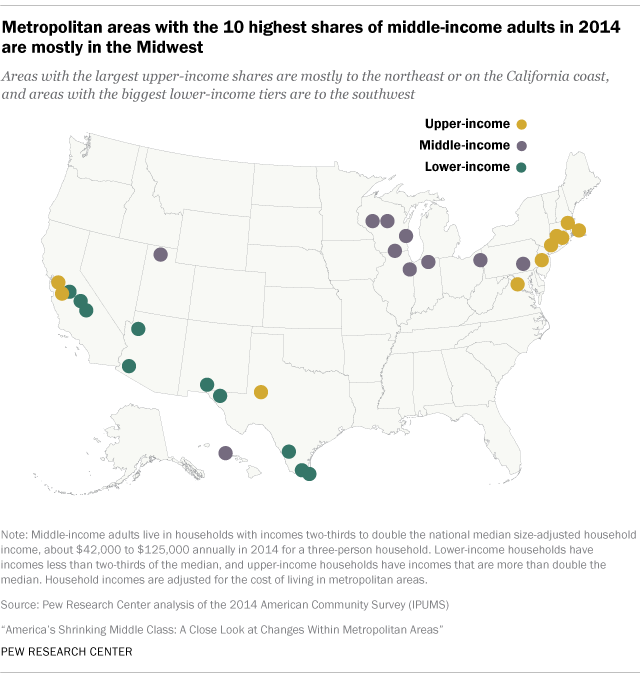 Metropolitan areas with the 10 highest shares of middle-income adults in 2014
are mostly in the Midwest
Areas with the largest upper-income shares are mostly to the northeast or on the California coast,
and areas with the biggest lower-income tiers are to the southwest
Upper-income
Middle-income
Lower-income
Note: Middle-income adults live in households with incomes two-thirds to double the national median size-adjusted household
income, about $42,000 to $125,000 annually in 2014 for a three-person household. Lower-income households have
incomes less than two-thirds of the median, and upper-income households have incomes that are more than double the
median. Household incomes are adjusted for the cost of living in metropolitan areas.
Source: Pew Research Center analysis of the 2014 American Community Survey (IPUMS)
“America’s Shrinking Middle Class: A Close Look at Changes Within Metropolitan Areas”
PEW RESEARCH CENTER